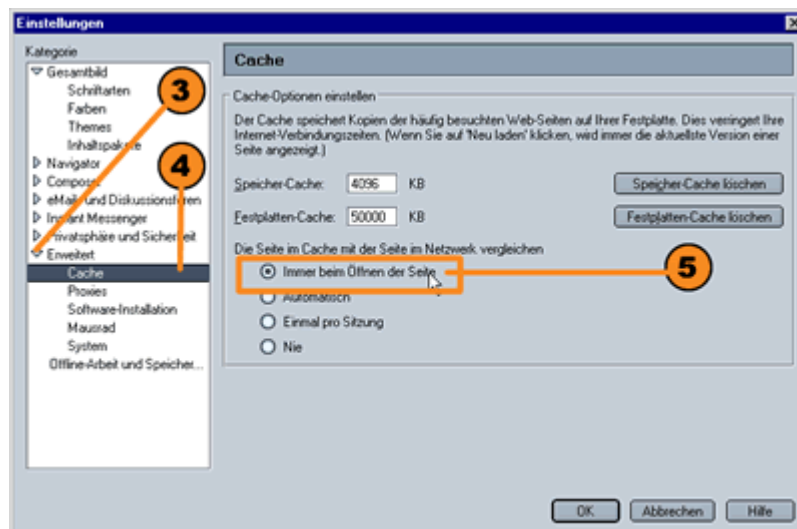 Einstellungen
Kategorie
Gesamtbild
Schriftarten
Farben
Themes
Inhaltspakete
Navigator
Composer
eMails und Diskussionsforen
Instant Messenger
Privatsphäre und Sicherheit
Erweitert
Cache
Proxies
Software-Installation
Mausrad
System
Offline-Arbeit und Speicher...
3
4
Cache
Cache-Optionen einstellen
Der Cache speichert Kopien der häufig besuchten Web-Seiten auf Ihrer Festplatte. Dies verringert Ihre
Internet-Verbindungszeiten. (Wenn Sie auf 'Neu laden' klicken, wird immer die aktuellste Version einer
Seite angezeigt.)
Speicher-Cache: 4096 KB Speicher-Cache löschen
Festplatten-Cache: 50000 KB Festplatten-Cache löschen
Die Seite im Cache mit der Seite im Netzwerk vergleichen
Immer beim Öffnen der Seite
5
Automatisch
Einmal pro Sitzung
Nie
OK Abbrechen Hilfe